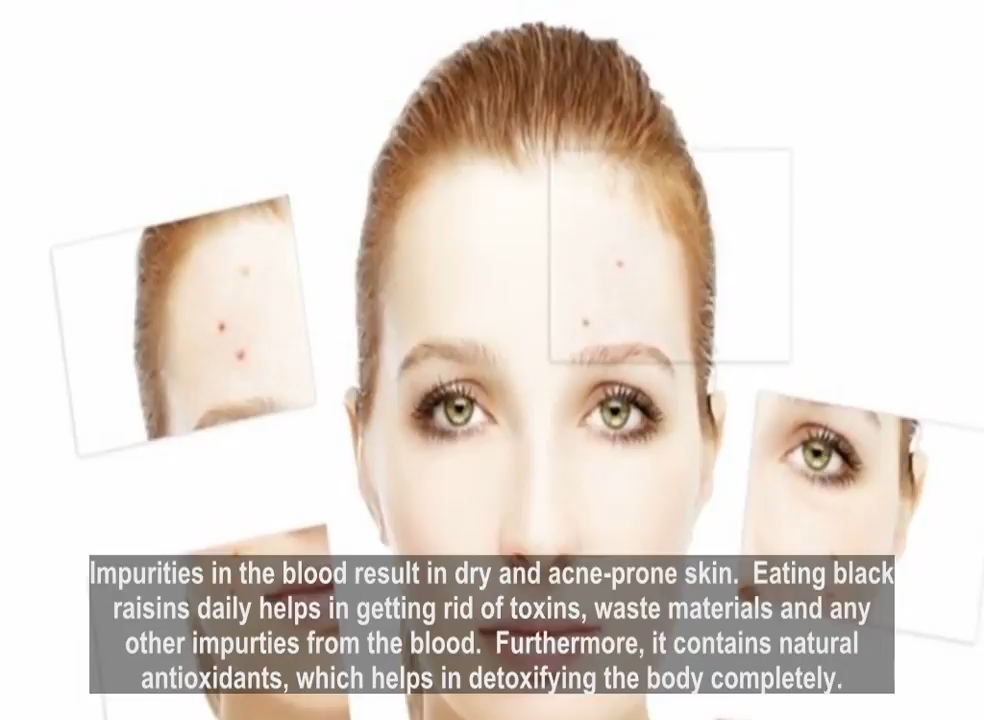 Impurities in the blood result in dry and acne-prone skin.  Eating black
raisins daily helps in getting rid of toxins, waste materials and any
other impurties from the blood.  Furthermore, it contains natural
antioxidants, which helps in detoxifying the body completely.